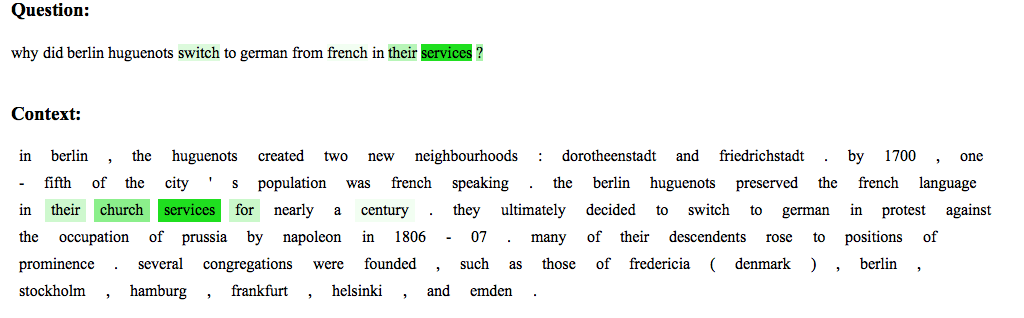 Question:
why did berlin huguenots switch to german from french in their services ?
Context:
in berlin , the huguenots created two new neighbourhoods : dorotheenstadt and friedrichstadt . by 1700 , one
- fifth of the city ' s population was french speaking . the berlin huguenots preserved the french language
in their church services for nearly a century . they ultimately decided to switch to german in protest against
the occupation of prussia by napoleon in 1806 - 07 . many of their descendents rose to positions of
prominence . several congregations were founded , such as those of fredericia ( denmark ) , berlin ,
stockholm , hamburg , frankfurt , helsinki , and emden .